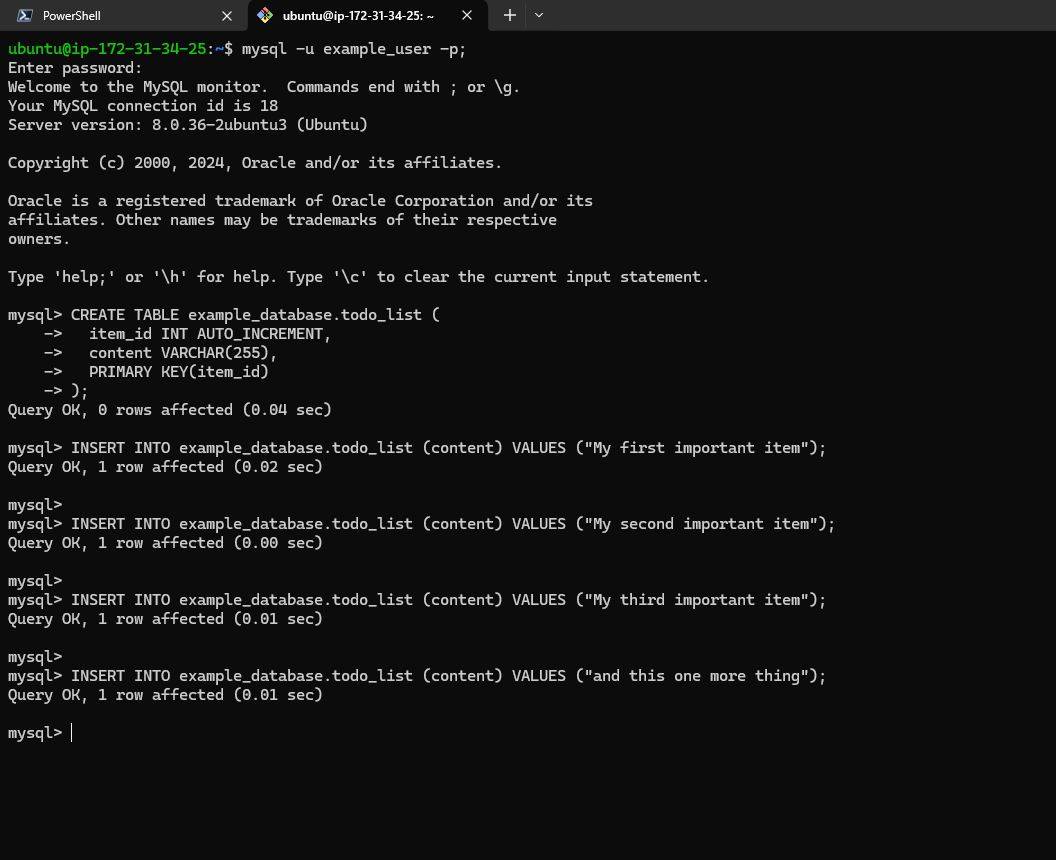 PowerShell
ubuntu@ip-172-31-34-25: ~
ubuntu@ip-172-31-34-25:~$ mysql -u example_user -p;
Enter password:
Welcome to the MySQL monitor.  Commands end with ; or \g.
Your MySQL connection id is 18
Server version: 8.0.36-2ubuntu3 (Ubuntu)
Copyright (c) 2000, 2024, Oracle and/or its affiliates.
Oracle is a registered trademark of Oracle Corporation and/or its
affiliates. Other names may be trademarks of their respective
owners.
Type 'help;' or '\h' for help. Type '\c' to clear the current input statement.
mysql> CREATE TABLE example_database.todo_list (
    ->   item_id INT AUTO_INCREMENT,
    ->   content VARCHAR(255),
    ->   PRIMARY KEY(item_id)
    -> );
Query OK, 0 rows affected (0.04 sec)
mysql> INSERT INTO example_database.todo_list (content) VALUES ("My first important item");
Query OK, 1 row affected (0.02 sec)
mysql>
mysql> INSERT INTO example_database.todo_list (content) VALUES ("My second important item");
Query OK, 1 row affected (0.00 sec)
mysql>
mysql> INSERT INTO example_database.todo_list (content) VALUES ("My third important item");
Query OK, 1 row affected (0.01 sec)
mysql>
mysql> INSERT INTO example_database.todo_list (content) VALUES ("and this one more thing");
Query OK, 1 row affected (0.01 sec)
mysql>